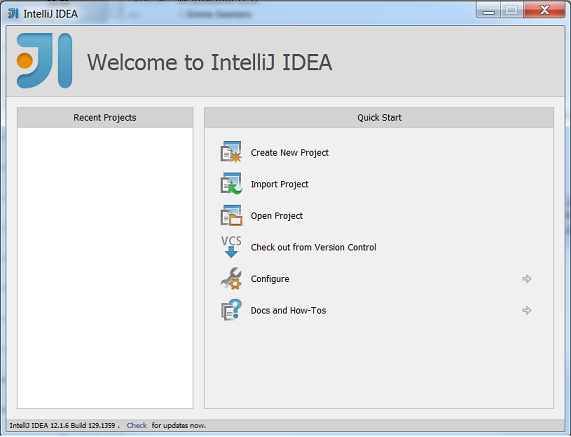 IntelliJ IDEA
Welcome to IntelliJ IDEA
Recent Projects
Quick Start
Create New Project
Import Project
Open Project
VCS
Check out from Version Control
Configure
Docs and How-Tos
IntelliJ IDEA 12.1.6 Build 129.1359 . Check for updates now.